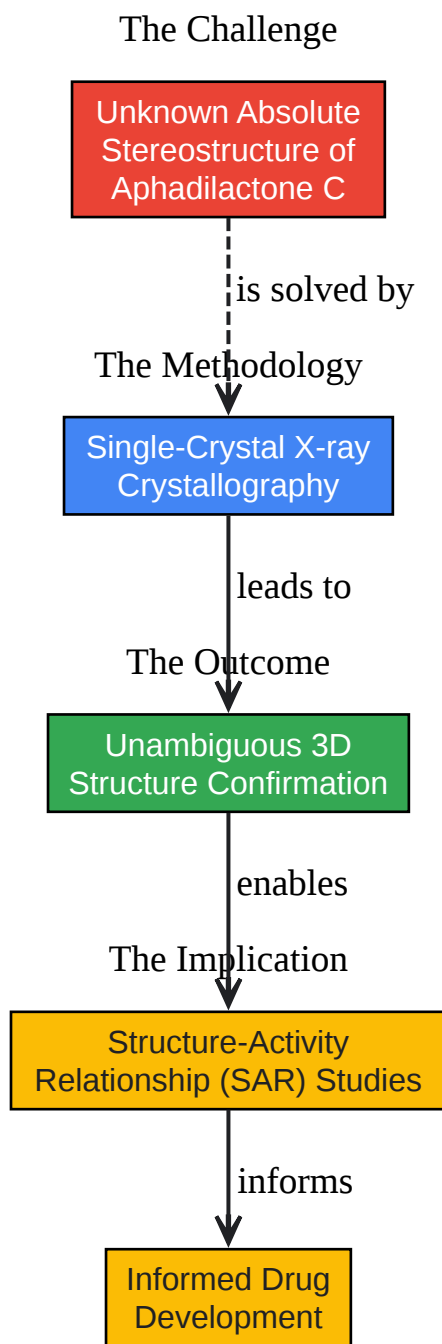 The Challenge
Unknown Absolute
Stereostructure of
Aphadilactone C
is solved by
The Methodology
Single-Crystal X-ray
Crystallography
leads to
The Outcome
Unambiguous 3D
Structure Confirmation
enables
The Implication
Structure-Activity
Relationship (SAR) Studies
informs
Informed Drug
Development